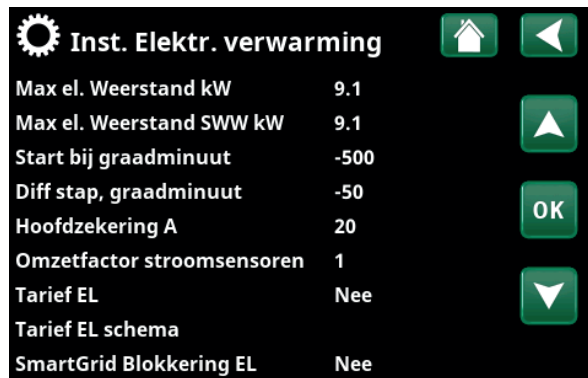 Inst. Elektr. verwarming
Max el. Weerstand kW 9.1
Max el. Weerstand SWW kW 9.1
Start bij graadminuut -500
Diff stap, graadminuut -50
OK
Hoofdzekering A 20
Omzetfactor stroomsensoren 1
Tarief EL Nee
Tarief EL schema
SmartGrid Blokkering EL Nee